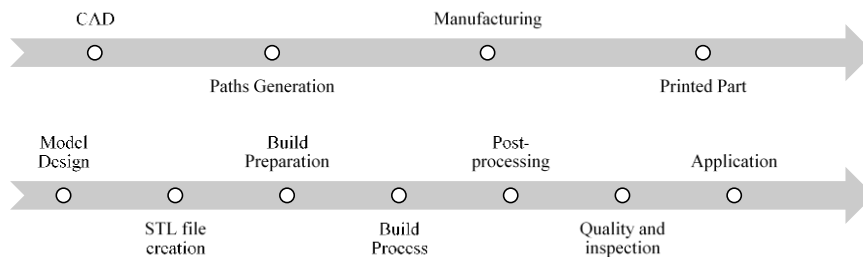 CAD
Manufacturing
Paths Generation
Printed Part
Model
Design
Build
Preparation
Post-
processing
Application
STL file
creation
Build
Process
Quality and
inspection